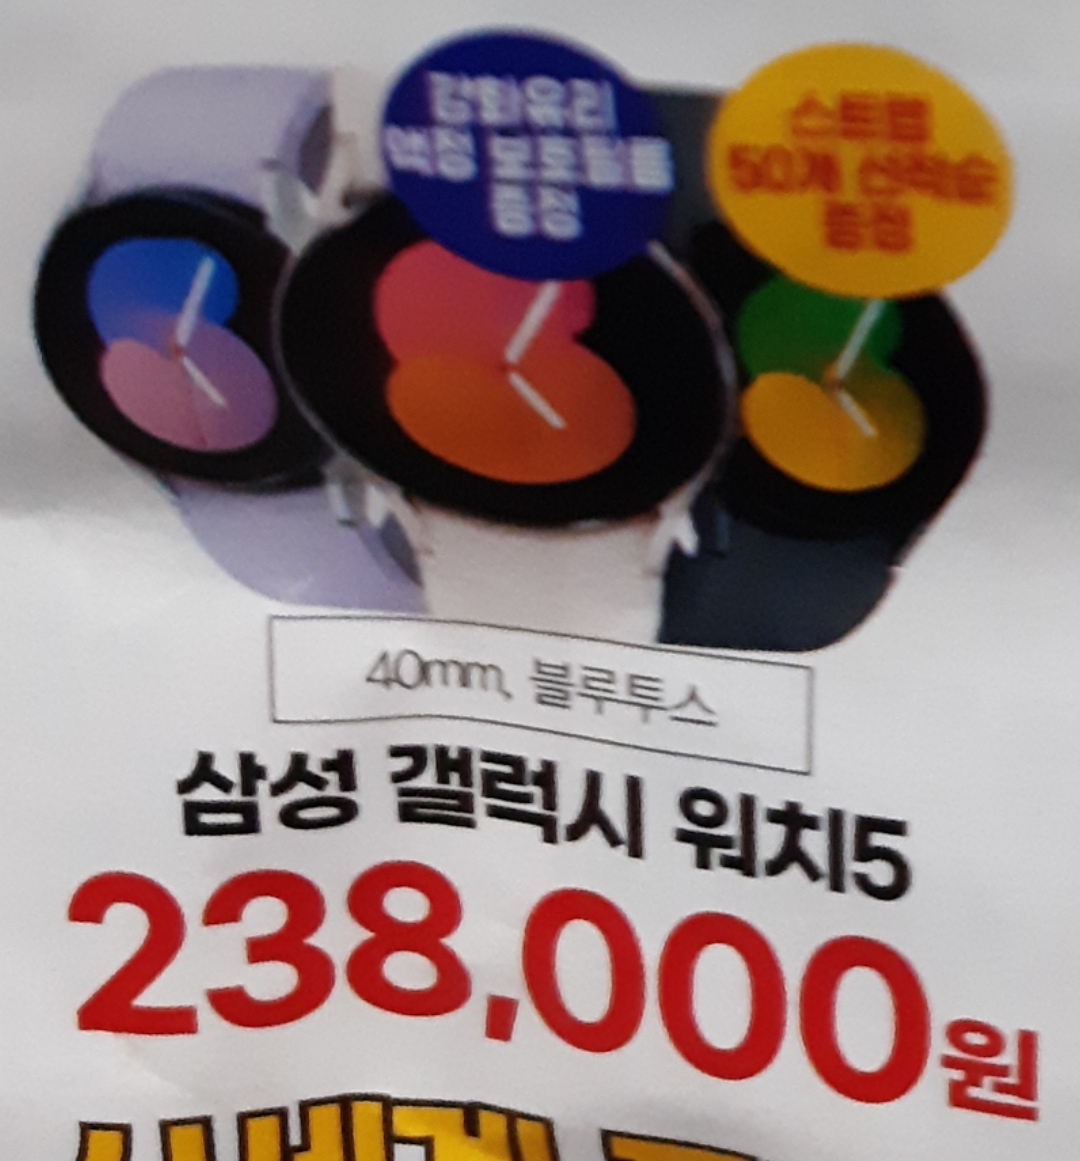 강화유리
액정 보호필름
증정
스트랩
50개 선착순
증정
40mm, 블루투스
삼성 갤럭시 워치5
238,000원